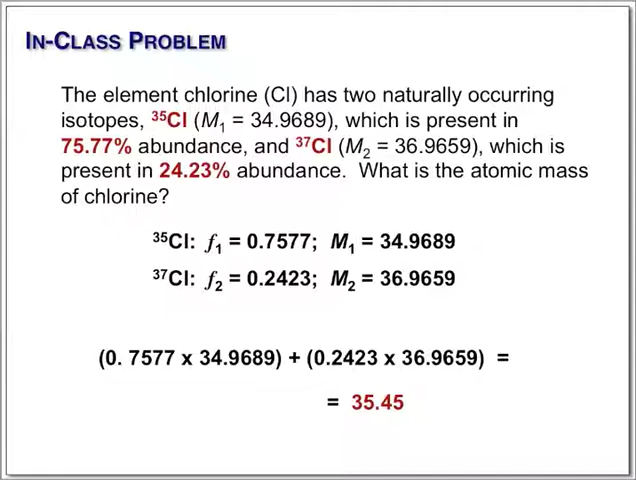 IN-CLASS PROBLEM
The element chlorine (Cl) has two naturally occurring
isotopes, ³⁵Cl (M₁ = 34.9689), which is present in
75.77% abundance, and ³⁷Cl (M₂ = 36.9659), which is
present in 24.23% abundance. What is the atomic mass
of chlorine?
³⁵Cl: f₁ = 0.7577; M₁ = 34.9689
³⁷Cl: f₂ = 0.2423; M₂ = 36.9659
(0. 7577 x 34.9689) + (0.2423 x 36.9659) =
= 35.45